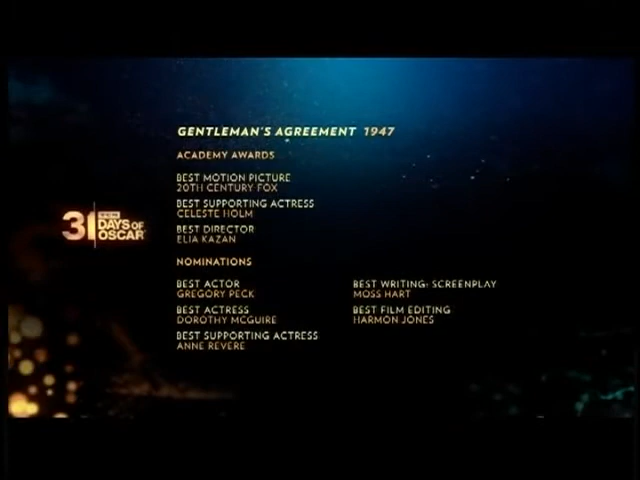 GENTLEMAN'S AGREEMENT 1947
ACADEMY AWARDS
BEST MOTION PICTURE
20TH CENTURY FOX
BEST SUPPORTING ACTRESS
CELESTE HOLM
BEST DIRECTOR
ELIA KAZAN
31 TCM DAYS OF OSCAR
NOMINATIONS
BEST ACTOR
GREGORY PECK
BEST ACTRESS
DOROTHY MCGUIRE
BEST SUPPORTING ACTRESS
ANNE REVERE
BEST WRITING: SCREENPLAY
MOSS HART
BEST FILM EDITING
HARMON JONES